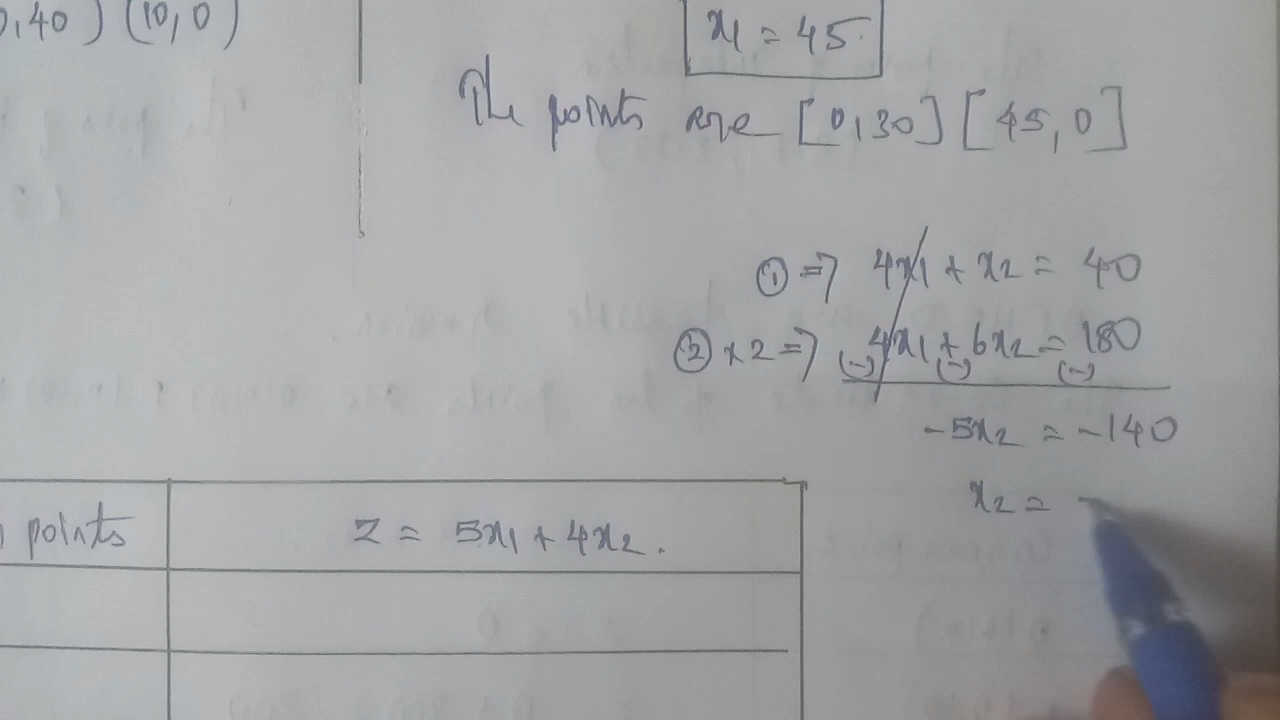 ,40) (10,0)
x1 = 45
The points are [0,30] [45,0]
① => 4x1 + x2 = 40
② x 2 => 4x1 + 6x2 = 180
(-) (-) (-)
-5x2 = -140
x2 =
points
Z = 5x1 + 4x2.